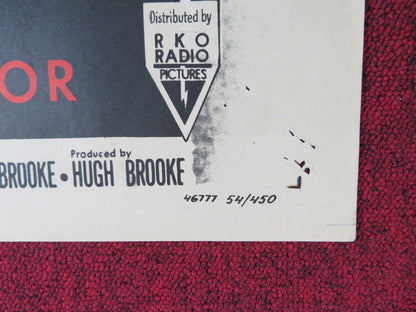 Distributed by
RKO
RADIO
PICTURES
OR
Produced by
BROOKE • HUGH BROOKE
46777 54/450